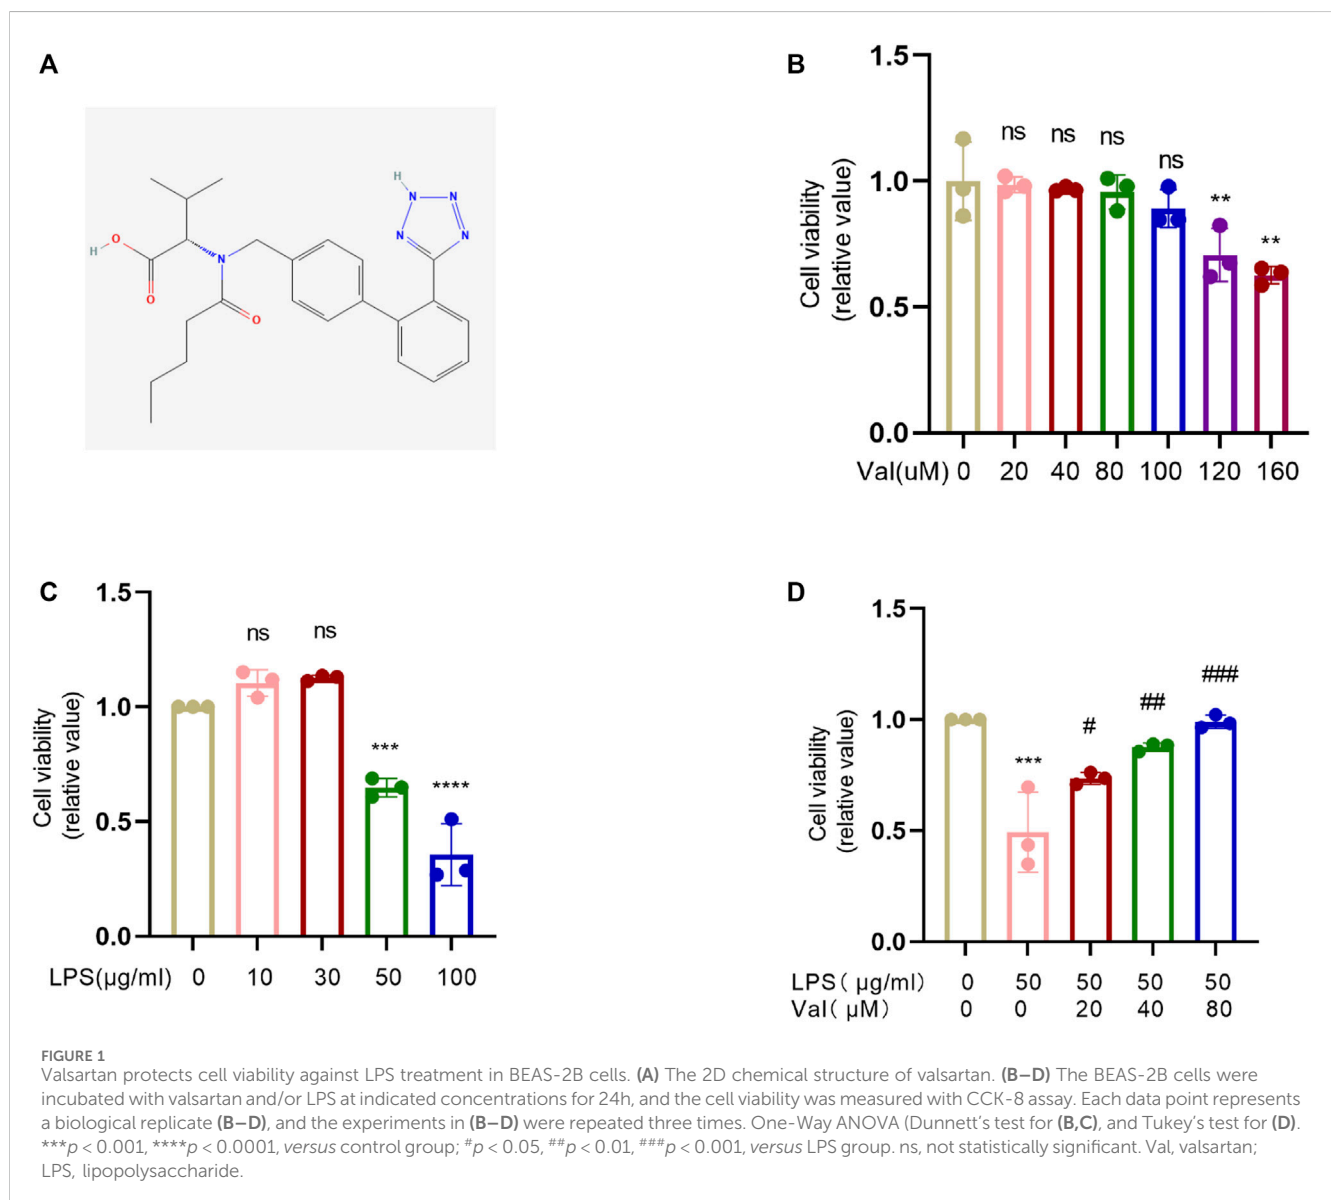 A
H
N
N
N
N
H
O
O
N
O
B
1.5
1.0
0.5
0.0
Cell viability
(relative value)
ns
ns
ns
ns
**
**
Val(uM) 0 20 40 80 100 120 160
C
1.5
1.0
0.5
0.0
Cell viability
(relative value)
ns
ns
***
****
LPS(µg/ml) 0 10 30 50 100
D
1.5
1.0
0.5
0.0
Cell viability
(relative value)
***
#
##
###
LPS( µg/ml) 0 50 50 50 50
Val( µM) 0 0 20 40 80
FIGURE 1
Valsartan protects cell viability against LPS treatment in BEAS-2B cells. (A) The 2D chemical structure of valsartan. (B–D) The BEAS-2B cells were
incubated with valsartan and/or LPS at indicated concentrations for 24h, and the cell viability was measured with CCK-8 assay. Each data point represents
a biological replicate (B–D), and the experiments in (B–D) were repeated three times. One-Way ANOVA (Dunnett's test for (B,C), and Tukey's test for (D).
***p < 0.001, ****p < 0.0001, versus control group; #p < 0.05, ##p < 0.01, ###p < 0.001, versus LPS group. ns, not statistically significant. Val, valsartan;
LPS, lipopolysaccharide.